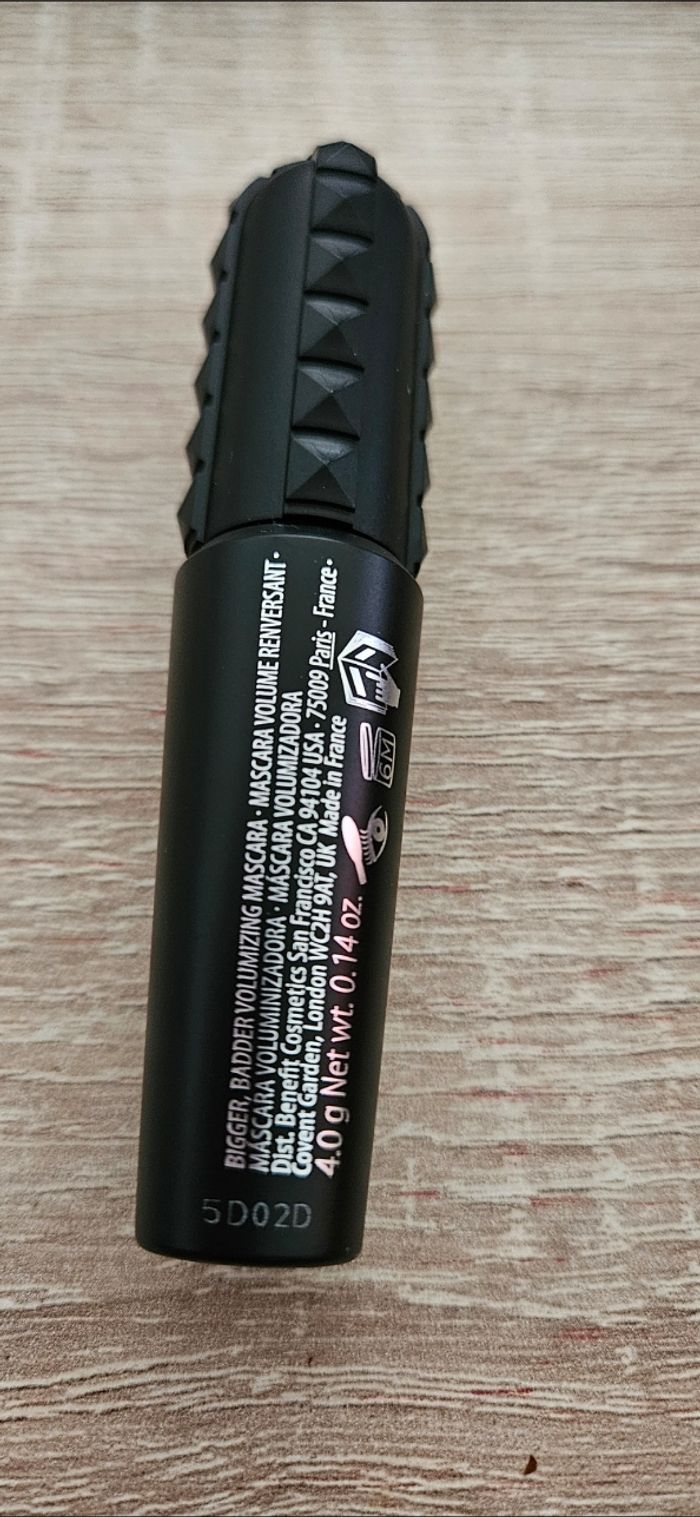 BIGGER, BADDER VOLUMIZING MASCARA • MASCARA VOLUME RENVERSANT •
MÁSCARA VOLUMINIZADORA • MÁSCARA VOLUMIZADORA
Dist. Benefit Cosmetics San Francisco CA 94104 USA • 75009 Paris - France •
Covent Garden, London WC2H 9AT, UK Made in France
4.0 g Net wt. 0.14 oz.
6M
5D02D